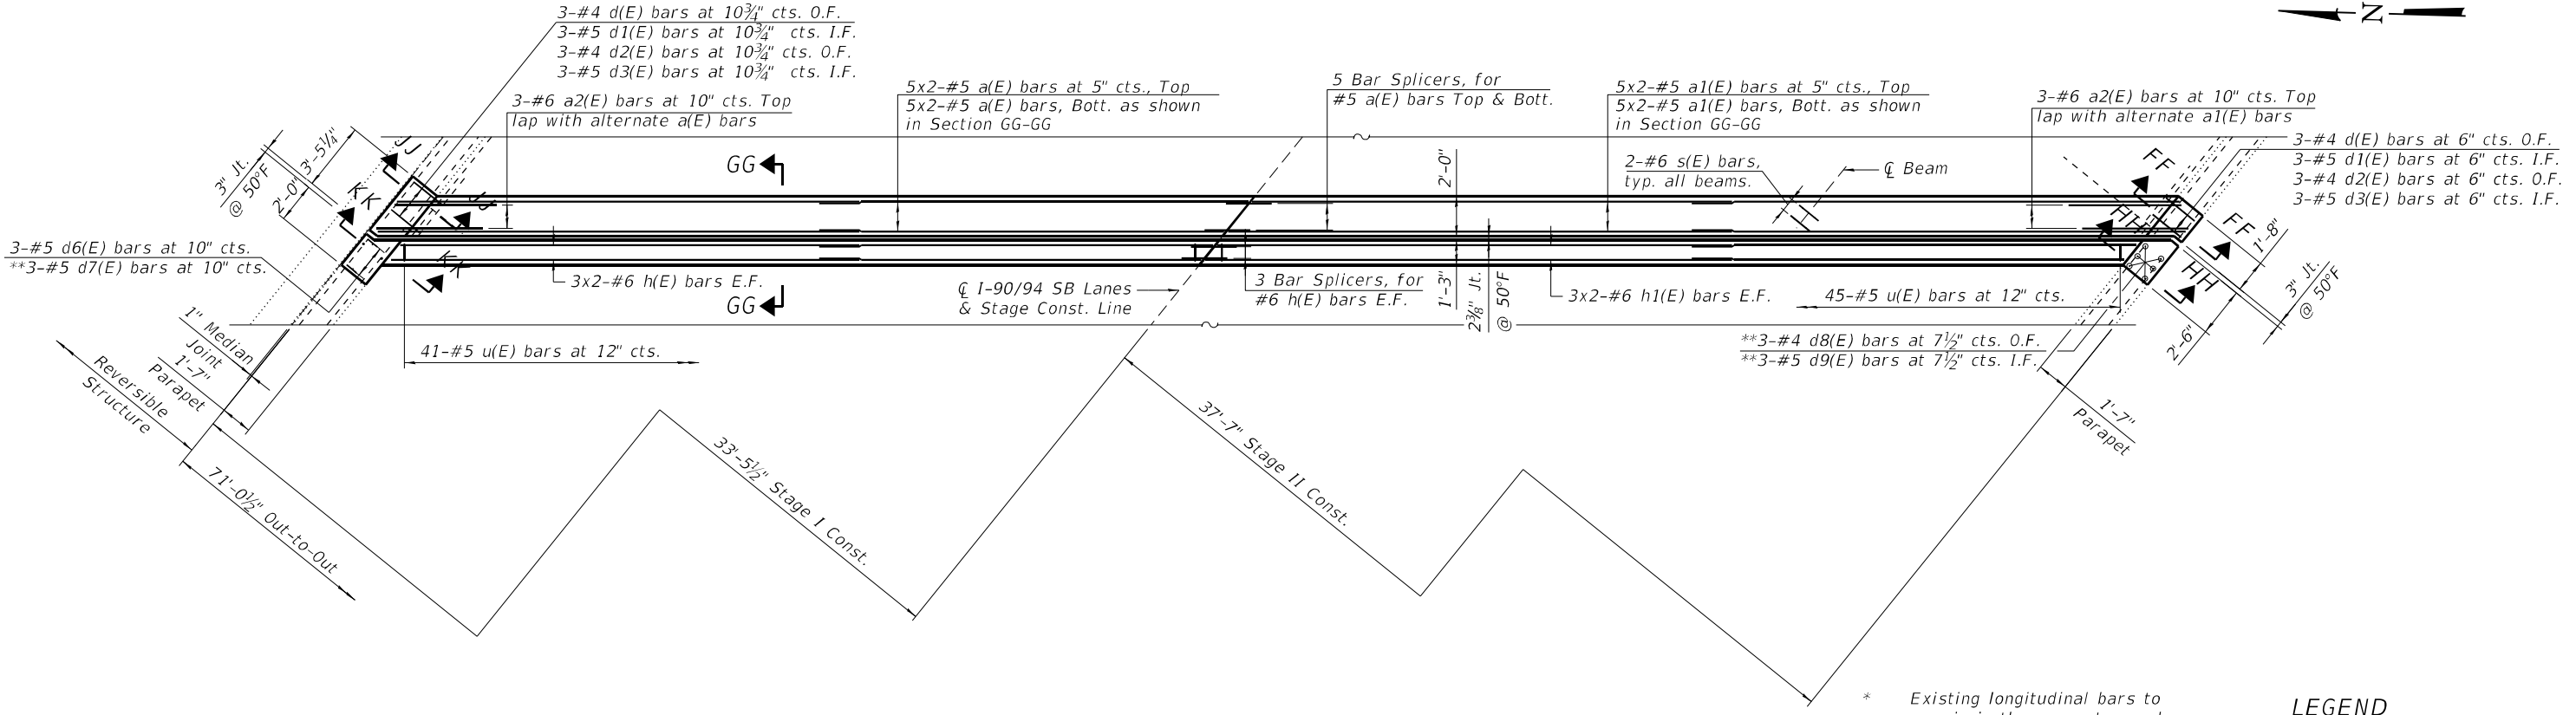 3-#4 d(E) bars at 10¾" cts. O.F.
3-#5 d1(E) bars at 10¾" cts. I.F.
3-#4 d2(E) bars at 10¾" cts. O.F.
3-#5 d3(E) bars at 10¾" cts. I.F.
N
3-#6 a2(E) bars at 10" cts. Top
lap with alternate a(E) bars
5x2-#5 a(E) bars at 5" cts., Top
5x2-#5 a(E) bars, Bott. as shown
in Section GG-GG
5 Bar Splicers, for
#5 a(E) bars Top & Bott.
5x2-#5 a1(E) bars at 5" cts., Top
5x2-#5 a1(E) bars, Bott. as shown
in Section GG-GG
3-#6 a2(E) bars at 10" cts. Top
lap with alternate a1(E) bars
3-#4 d(E) bars at 6" cts. O.F.
3-#5 d1(E) bars at 6" cts. I.F.
3-#4 d2(E) bars at 6" cts. O.F.
3-#5 d3(E) bars at 6" cts. I.F.
3" Jt.
@ 50°F
2'-0"
3'-5¼"
JJ
JJ
KK
KK
GG
GG
2'-0"
2-#6 s(E) bars,
typ. all beams.
℄ Beam
FF
FF
HH
HH
1'-8"
3" Jt.
@ 50°F
2'-6"
3-#5 d6(E) bars at 10" cts.
**3-#5 d7(E) bars at 10" cts.
3x2-#6 h(E) bars E.F.
℄ I-90/94 SB Lanes
& Stage Const. Line
3 Bar Splicers, for
#6 h(E) bars E.F.
1'-3"
2⅜" Jt.
@ 50°F
3x2-#6 h1(E) bars E.F.
45-#5 u(E) bars at 12" cts.
41-#5 u(E) bars at 12" cts.
**3-#4 d8(E) bars at 7½" cts. O.F.
**3-#5 d9(E) bars at 7½" cts. I.F.
1" Median
Joint
1'-7"
Parapet
Reversible
Structure
71'-0½" Out-to-Out
33'-5½" Stage I Const.
37'-7" Stage II Const.
1'-7"
Parapet
* Existing longitudinal bars to
LEGEND